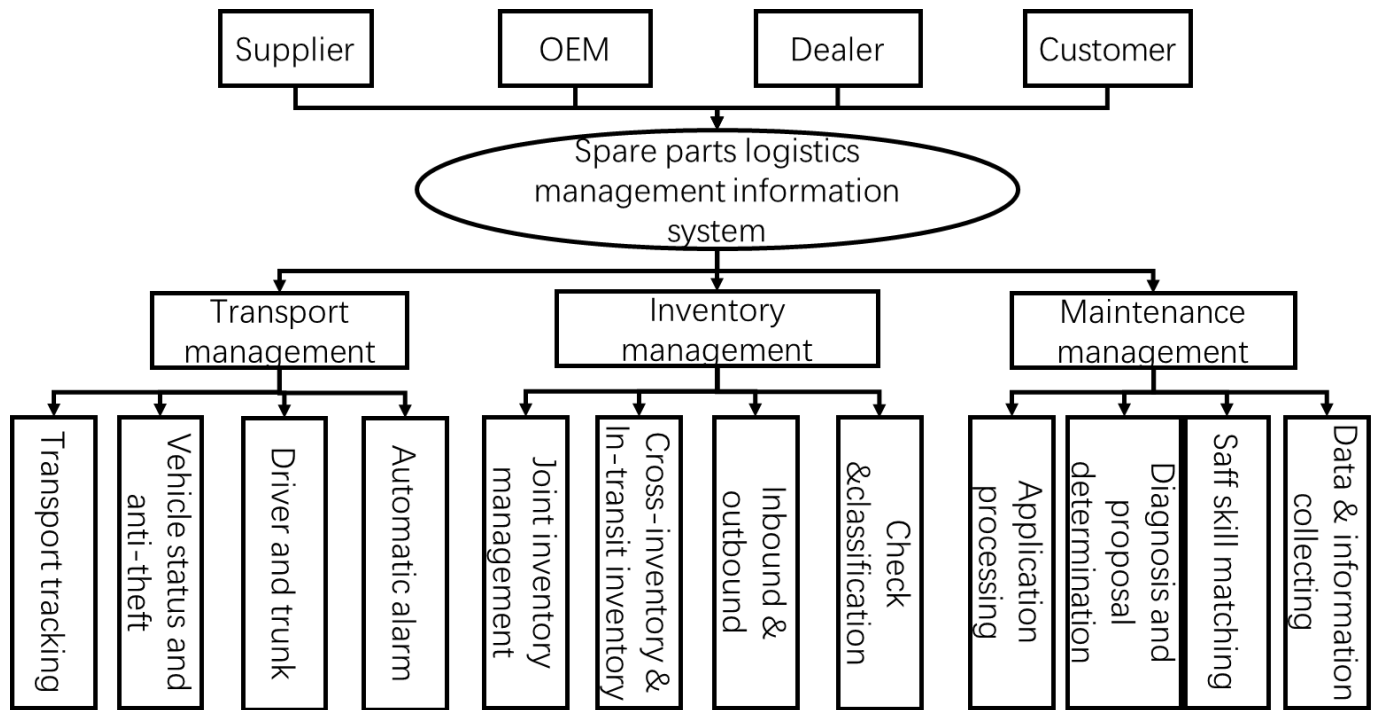 Supplier
OEM
Dealer
Customer
Spare parts logistics
management information
system
Transport
management
Inventory
management
Maintenance
management
Transport tracking
Vehicle status and
anti-theft
Driver and trunk
Automatic alarm
Joint inventory
management
Cross-inventory &
In-transit inventory
Inbound &
outbound
Check
&classification
Application
processing
Diagnosis and
proposal
determination
Saff skill matching
Data & information
collecting